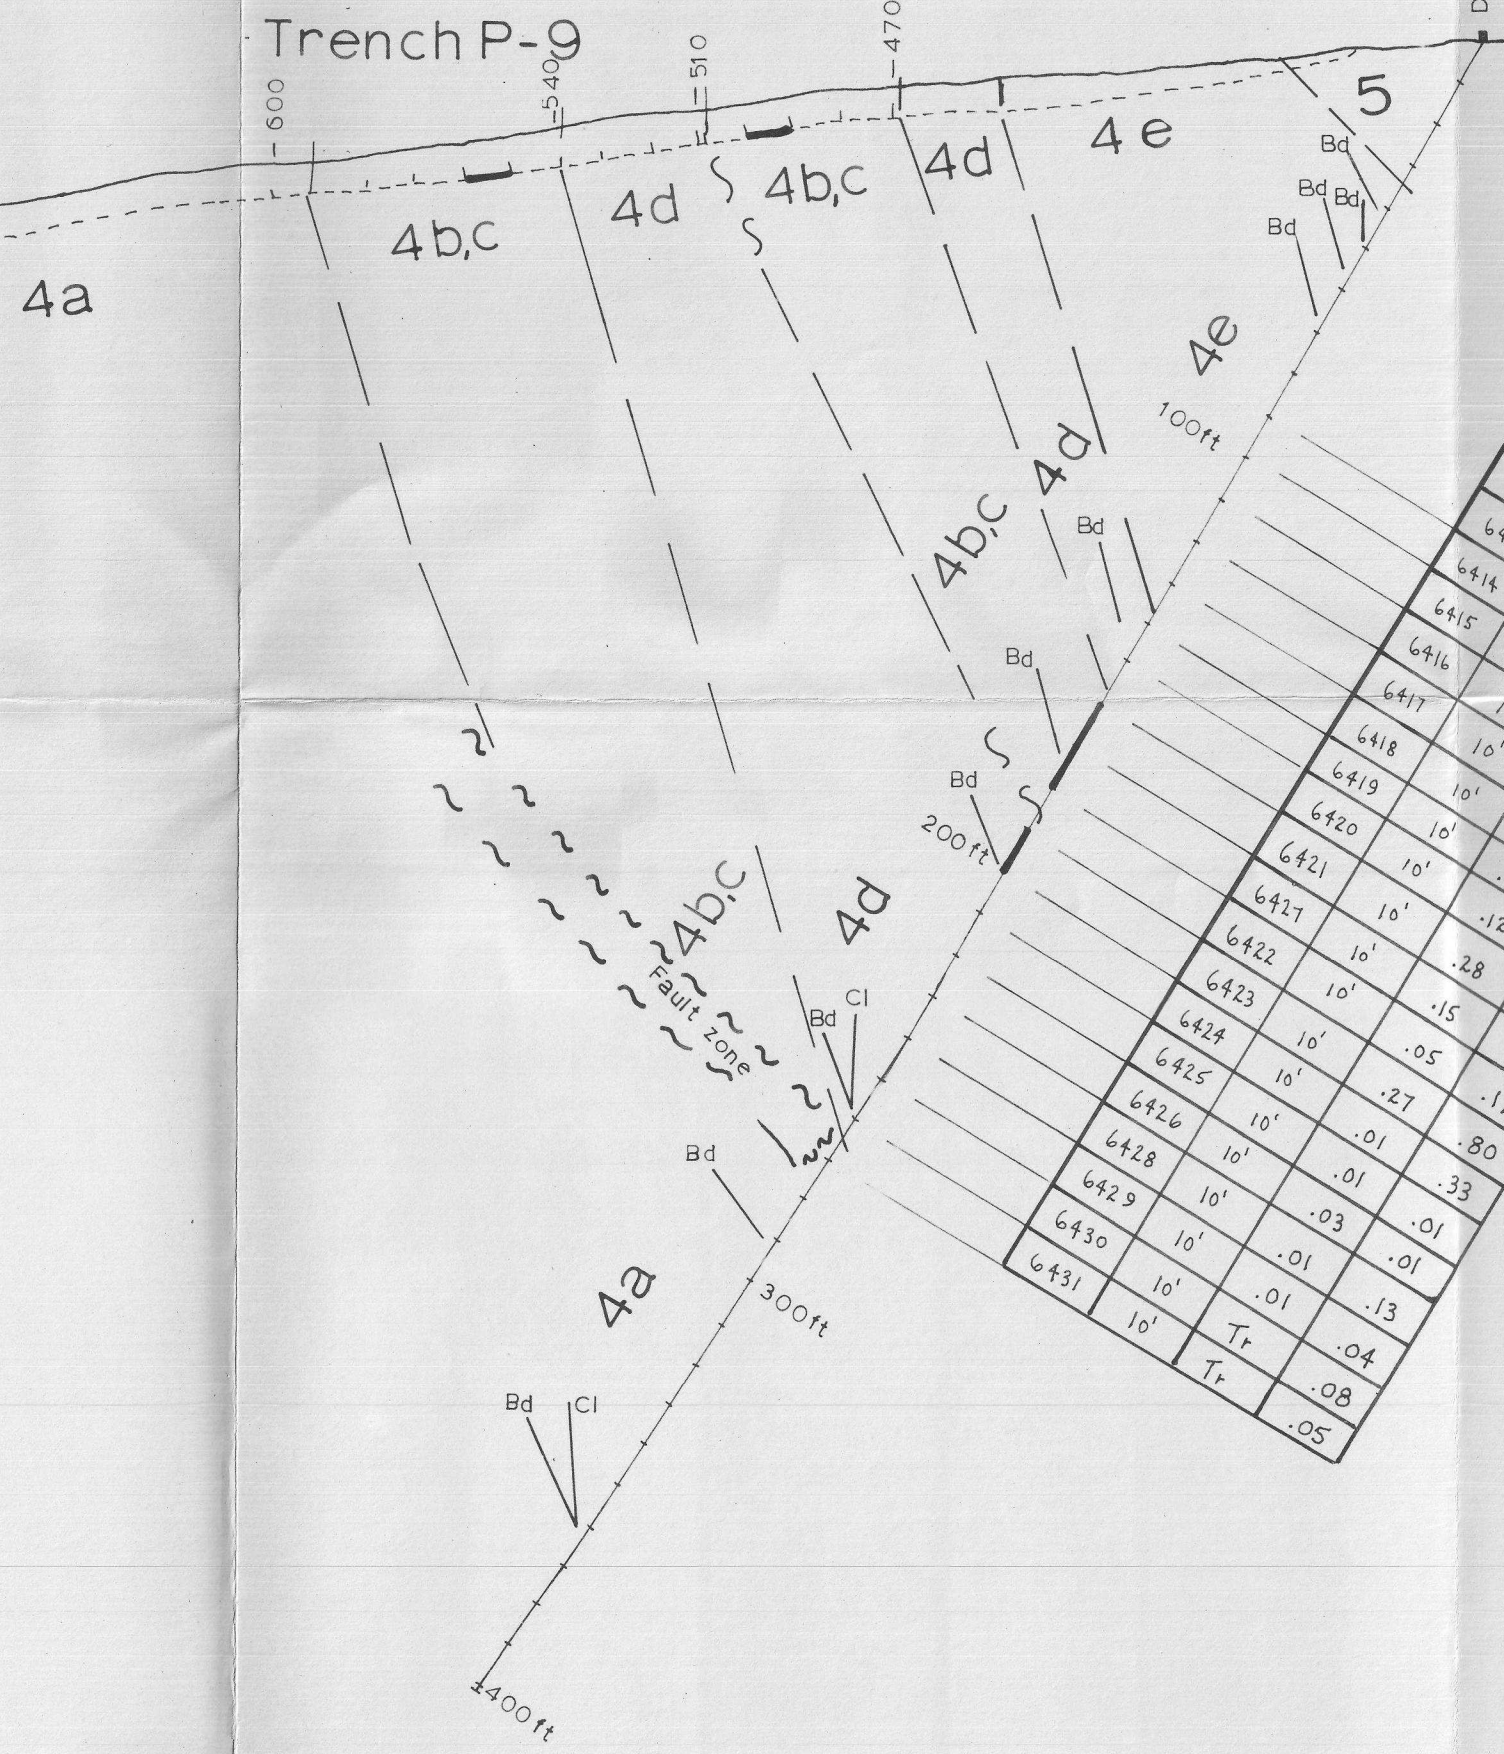 Trench P-9
-600
-540
-510
-470
D
5
4e
4d
4b,c
4d
4b,c
4a
Bd
Bd
Bd
Bd
4e
100ft
4d
4b,c
Bd
Bd
Bd
200ft
4b,c
4d
Fault zone
Bd
Cl
Bd
4a
300ft
Bd
Cl
400ft
6414
6415
6416
6417 10'
6418 10'
6419 10'
6420 10' .12
6421 10' .28
6427 10' .15
6422 10' .05
6423 10' .27 .80
6424 10' .01 .33
6425 10' .01 .01
6426 10' .03 .01
6428 10' .01 .13
6429 10' .01 .04
6430 10' Tr .08
6431 10' Tr .05